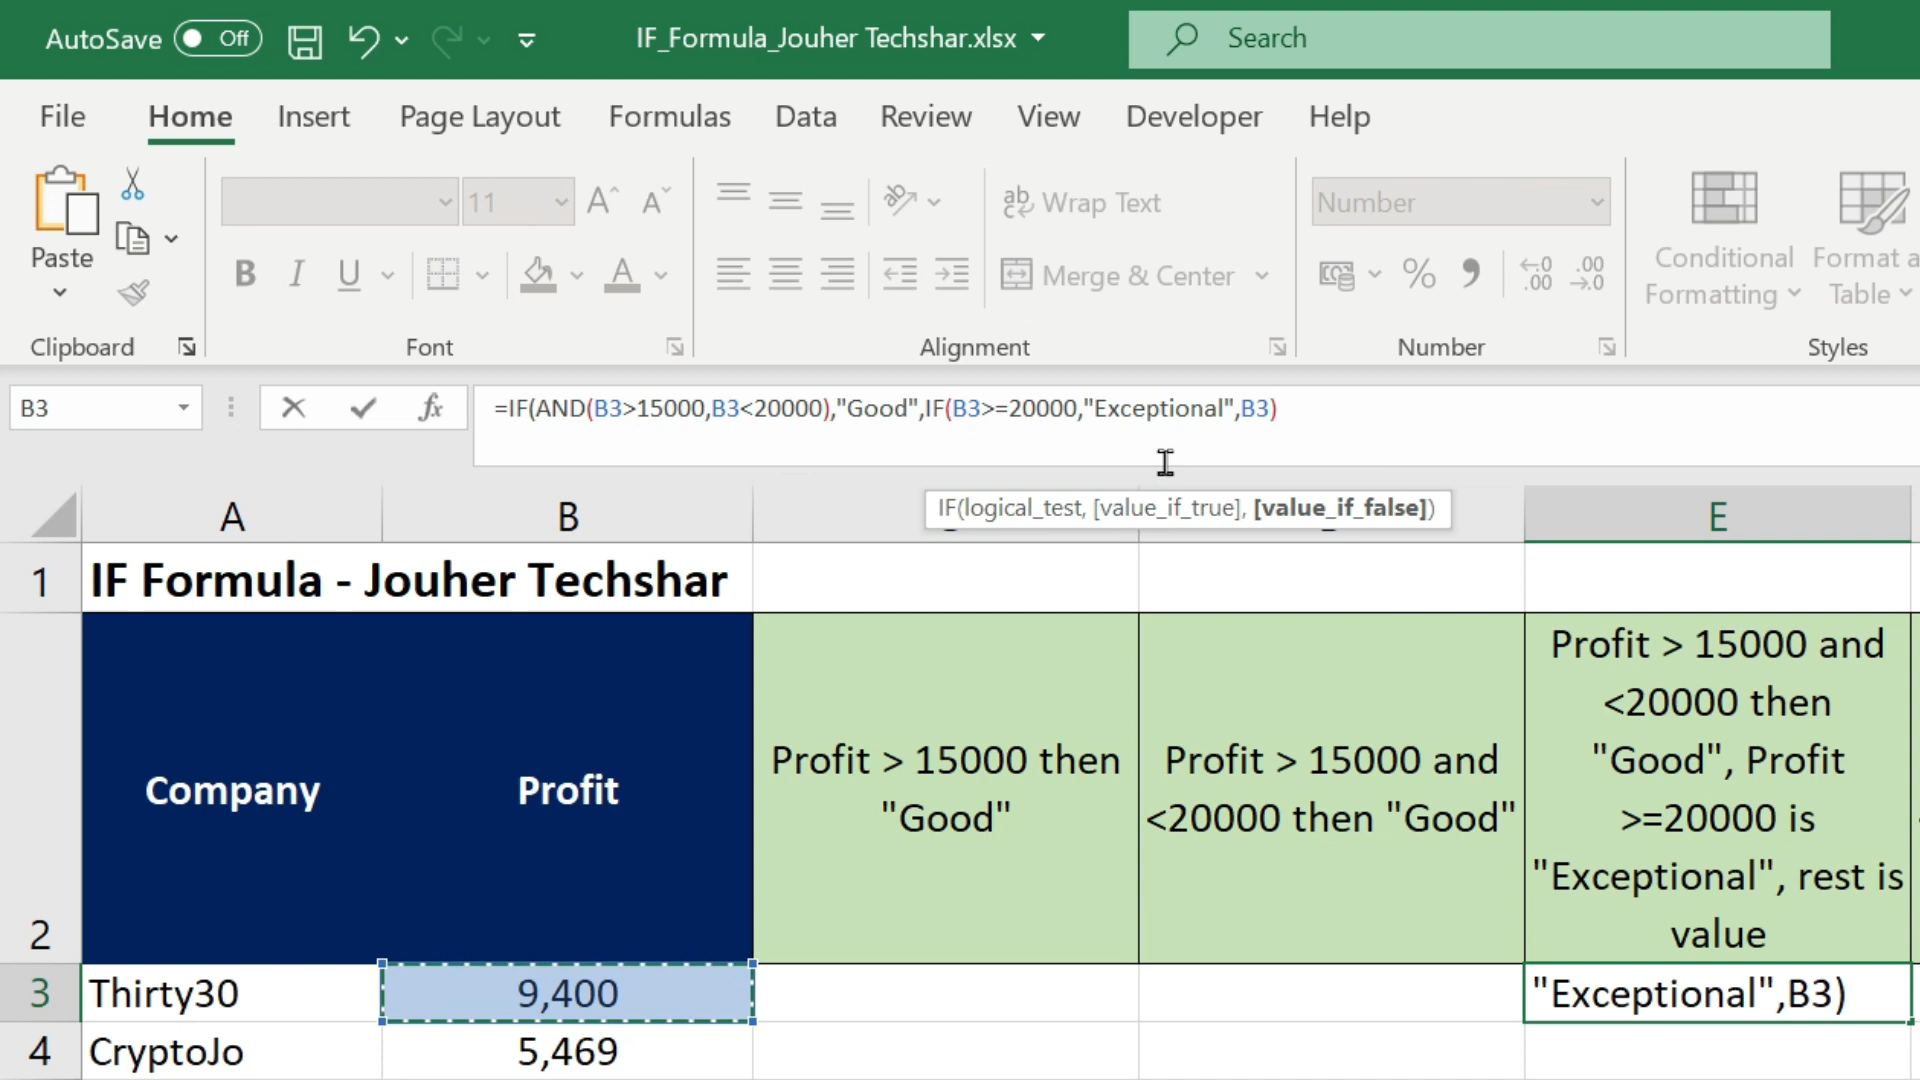 AutoSave Off IF_Formula_Jouher Techshar.xlsx Search
File Home Insert Page Layout Formulas Data Review View Developer Help
11 Wrap Text Number
Paste Conditional Format a
B I U Merge & Center Formatting Table
Clipboard Font Alignment Number Styles
B3 fx =IF(AND(B3>15000,B3<20000),"Good",IF(B3>=20000,"Exceptional",B3)
IF(logical_test, [value_if_true], [value_if_false])
A B E
1 IF Formula - Jouher Techshar
2 Company Profit
Profit > 15000 then
"Good"
Profit > 15000 and
<20000 then "Good"
Profit > 15000 and
<20000 then
"Good", Profit
>=20000 is
"Exceptional", rest is
value
3 Thirty30 9,400 "Exceptional",B3)
4 CryptoJo 5,469